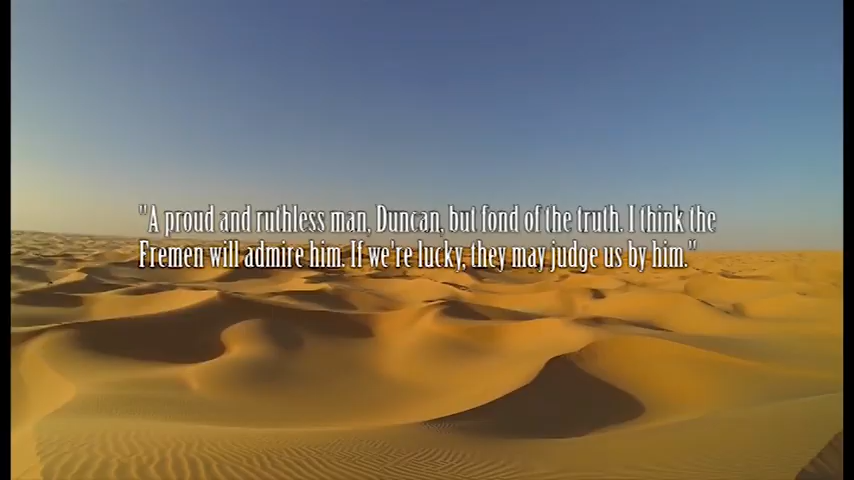 "A proud and ruthless man, Duncan, but fond of the truth. I think the
Fremen will admire him. If we're lucky, they may judge us by him."